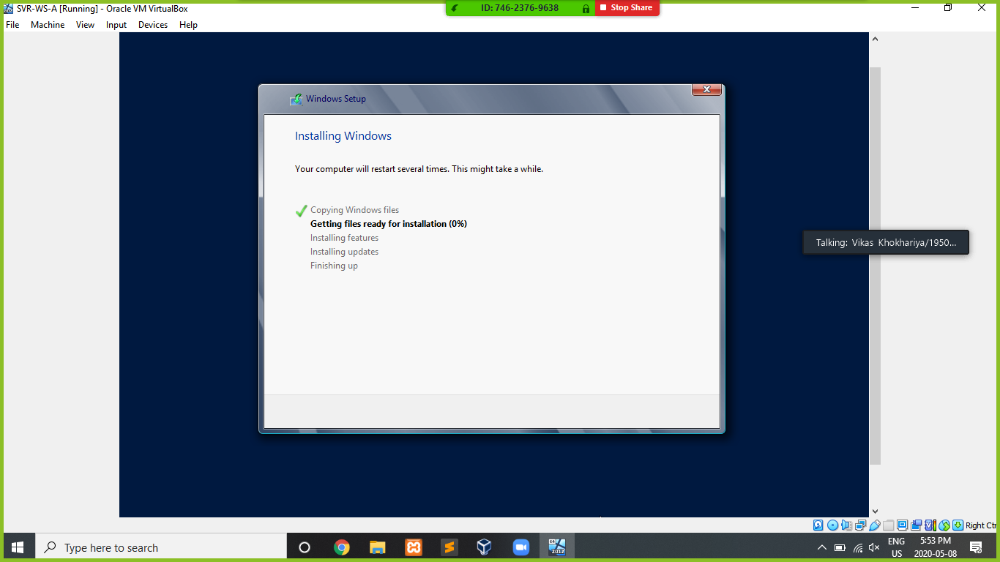 SVR-WS-A [Running] - Oracle VM VirtualBox
ID: 746-2376-9638
Stop Share
File Machine View Input Devices Help
Windows Setup
Installing Windows
Your computer will restart several times. This might take a while.
Copying Windows files
Getting files ready for installation (0%)
Installing features
Installing updates
Finishing up
Talking: Vikas Khokhariya/1950...
Right Ctrl
Type here to search
64
2012
ENG
US
5:53 PM
2020-05-08